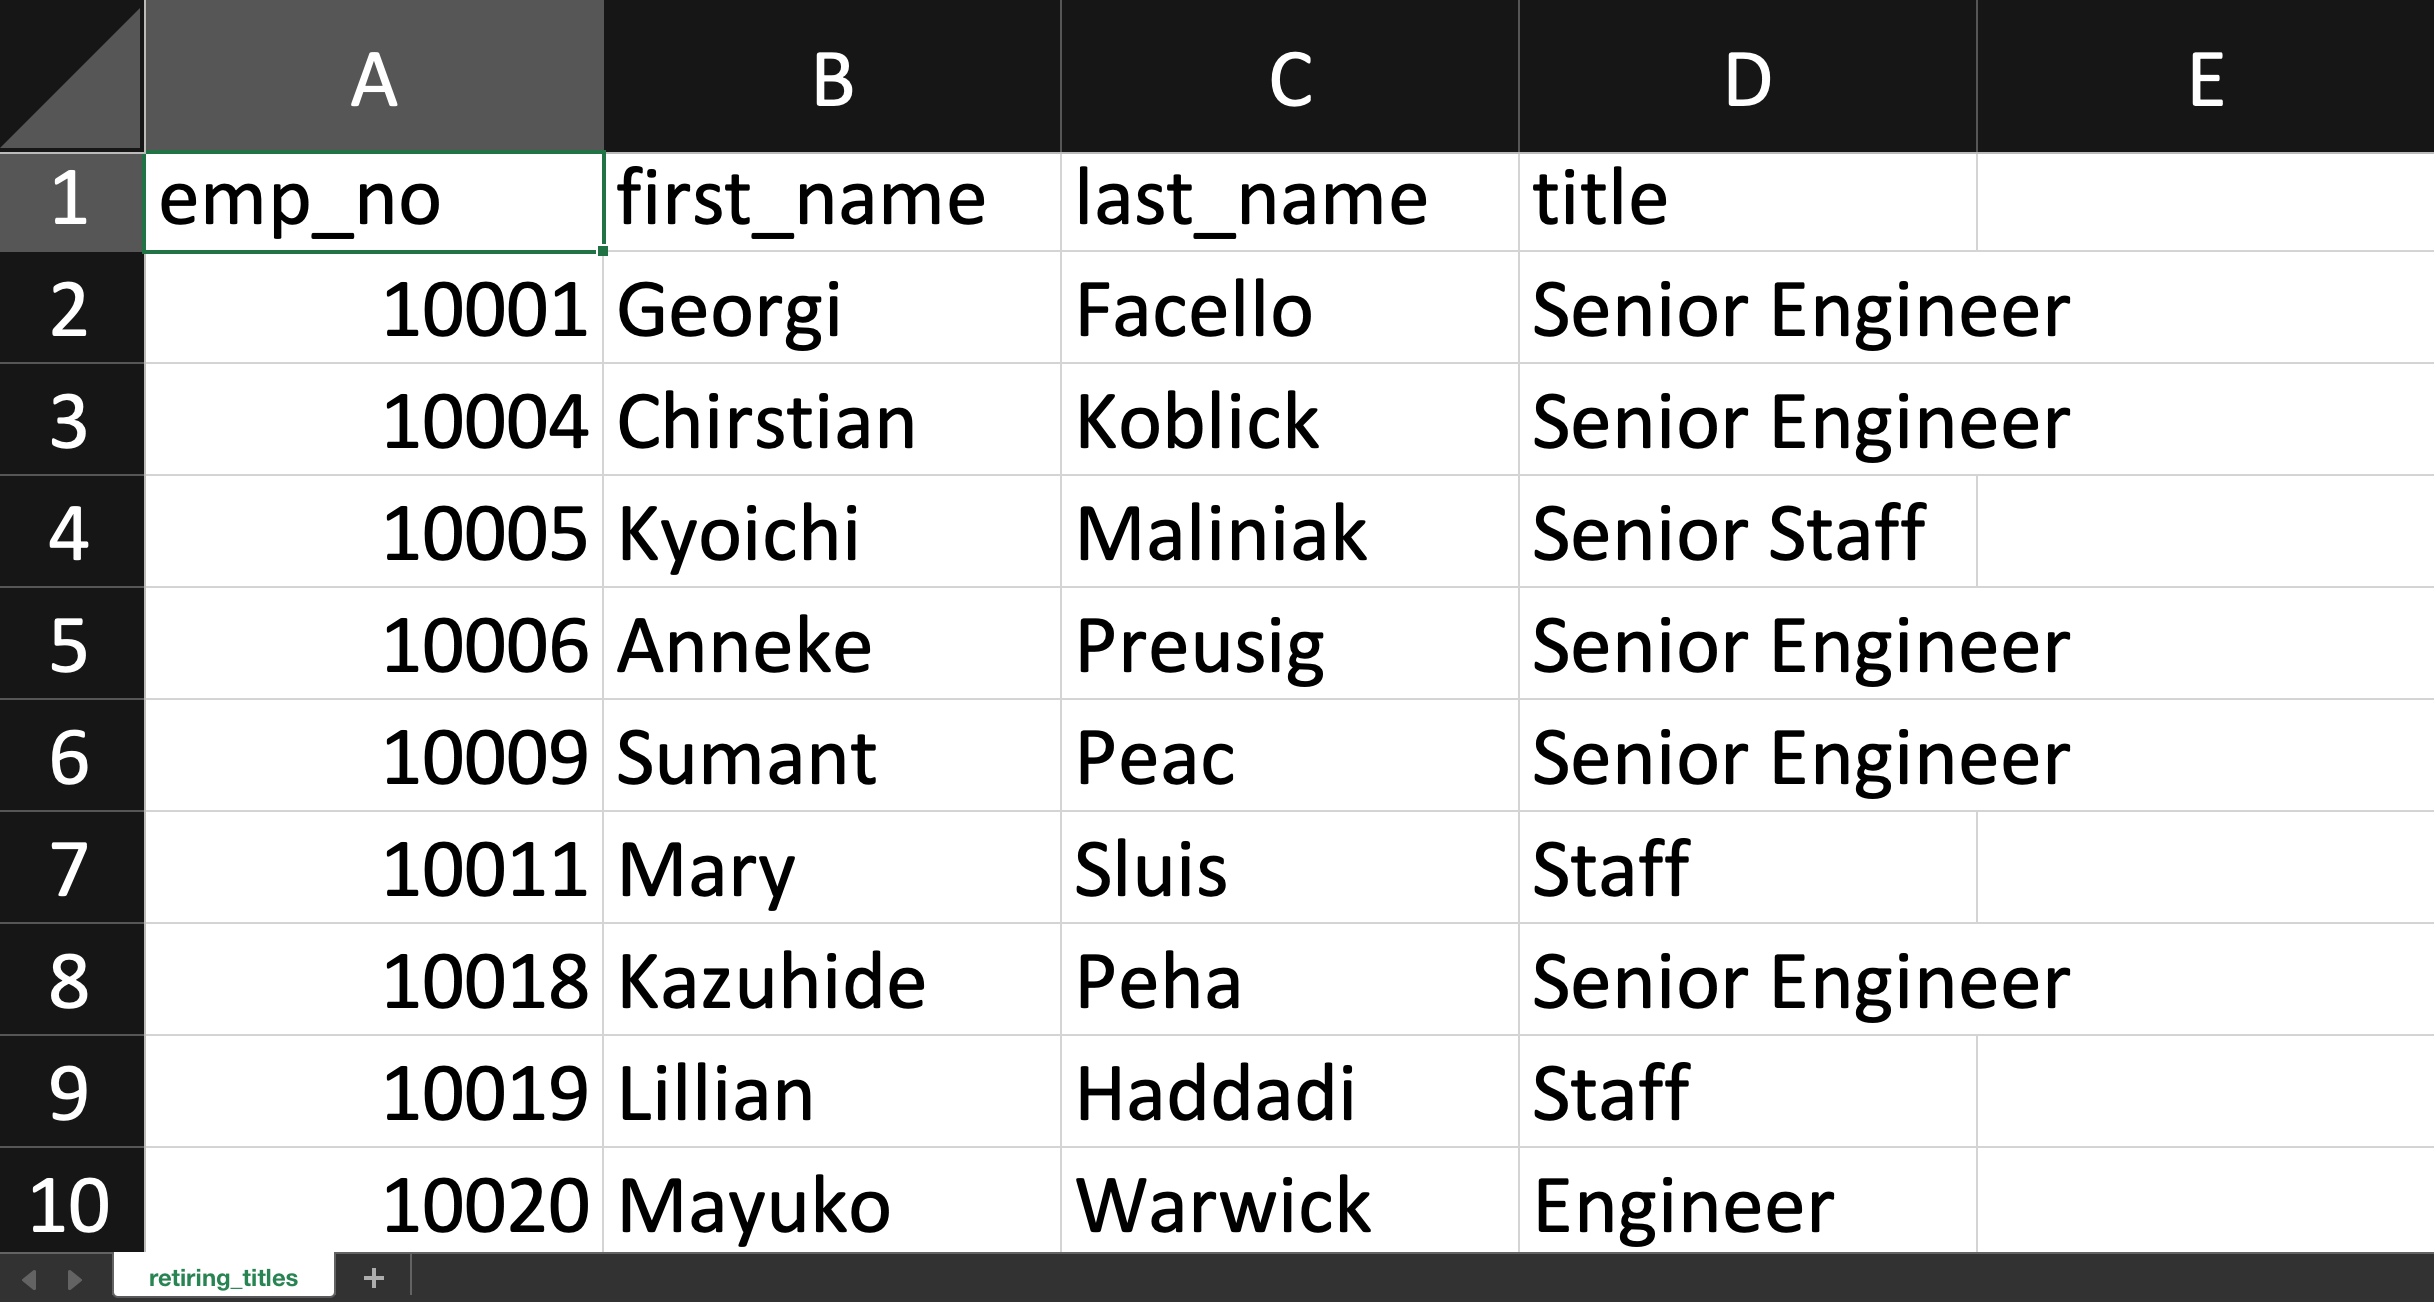 A B C D E
1 emp_no first_name last_name title
2 10001 Georgi Facello Senior Engineer
3 10004 Chirstian Koblick Senior Engineer
4 10005 Kyoichi Maliniak Senior Staff
5 10006 Anneke Preusig Senior Engineer
6 10009 Sumant Peac Senior Engineer
7 10011 Mary Sluis Staff
8 10018 Kazuhide Peha Senior Engineer
9 10019 Lillian Haddadi Staff
10 10020 Mayuko Warwick Engineer
retiring_titles +